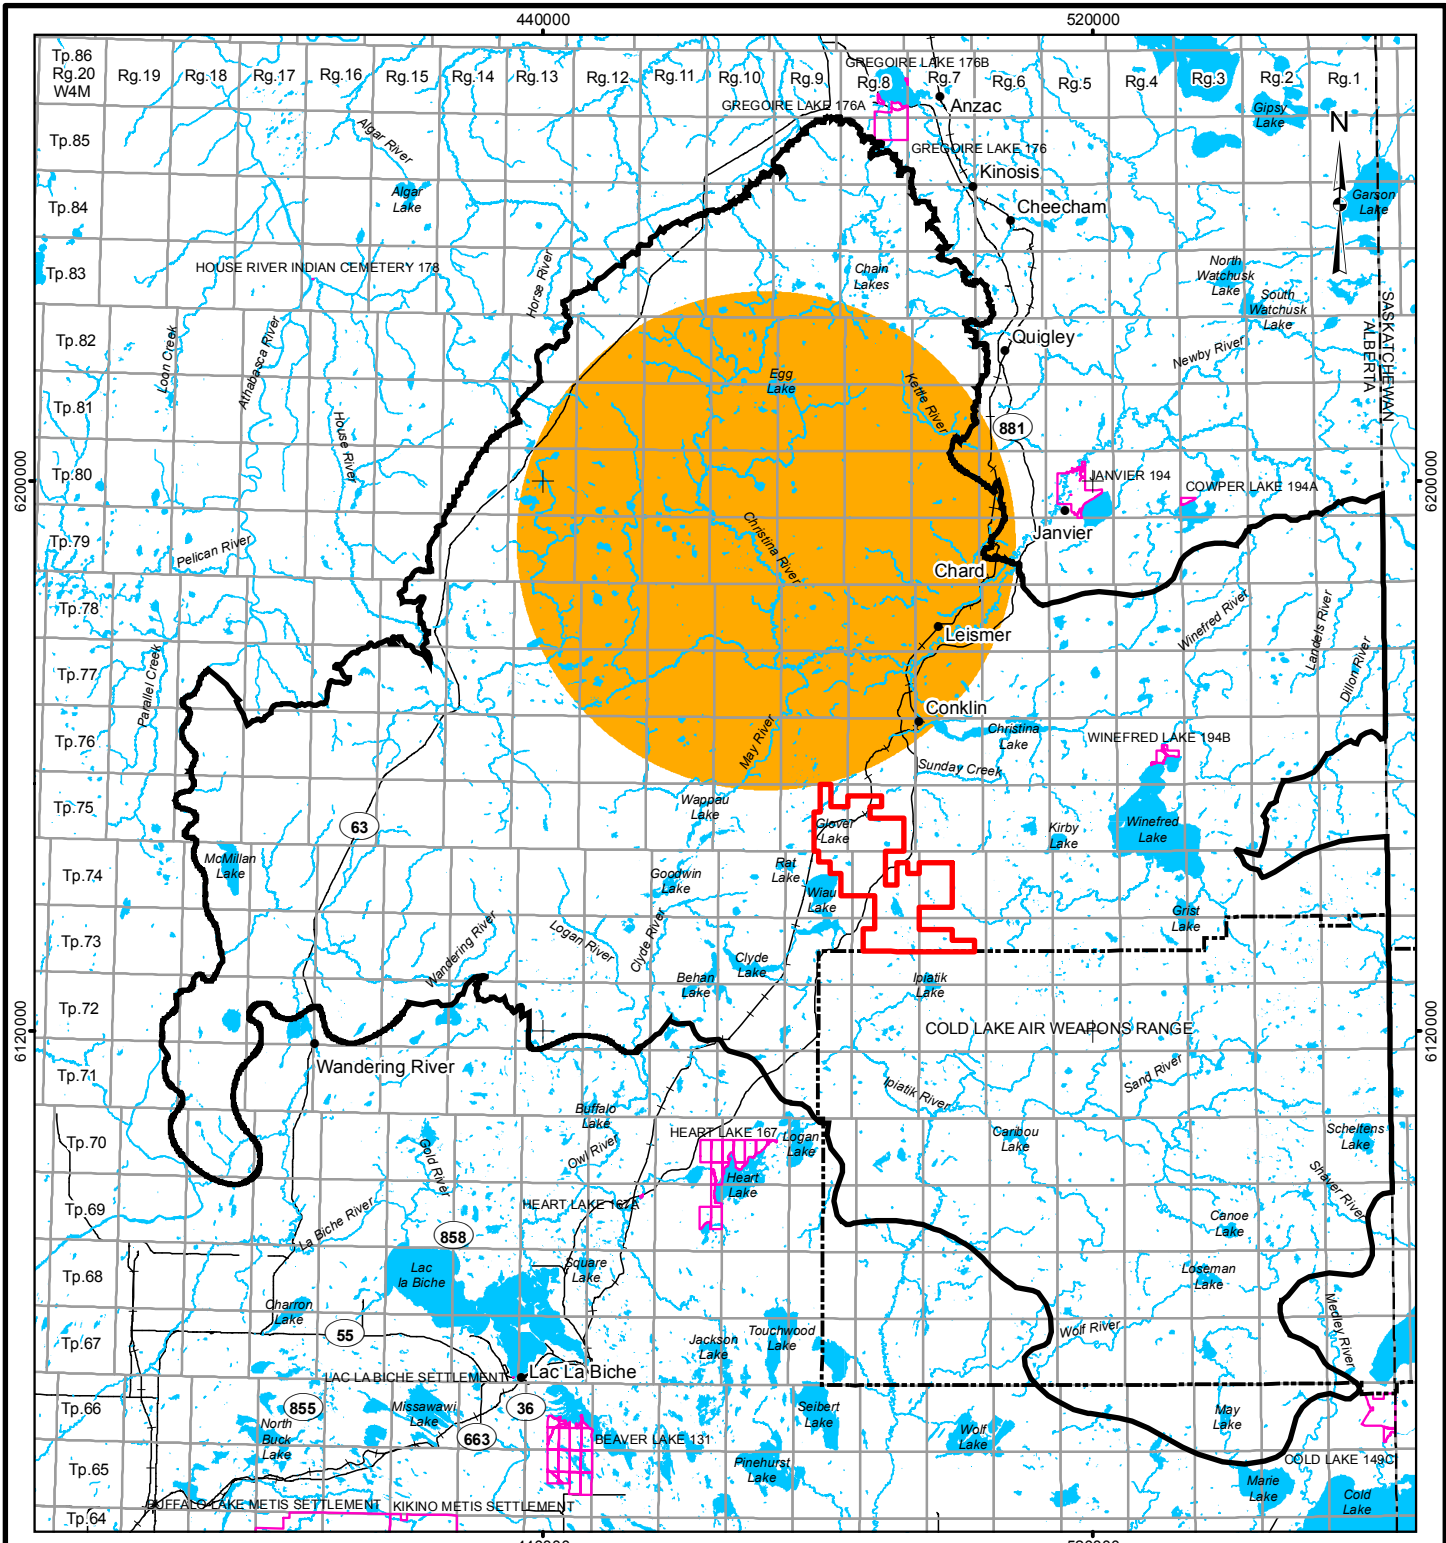 440000
520000
Tp.86
Rg.20
W4M
Rg.19
Rg.18
Rg.17
Rg.16
Rg.15
Rg.14
Rg.13
Rg.12
Rg.11
Rg.10
Rg.9
Rg.8
Rg.7
Rg.6
Rg.5
Rg.4
Rg.3
Rg.2
Rg.1
GREGOIRE LAKE 176B
GREGOIRE LAKE 176A
Anzac
Gipsy
Lake
N
Tp.85
Algar River
GREGOIRE LAKE 176
Kinosis
Tp.84
Algar
Lake
Cheecham
Garson
Lake
Tp.83
HOUSE RIVER INDIAN CEMETERY 178
Horse River
Chain
Lakes
North
Watchusk
Lake
South
Watchusk
Lake
SASKATCHEWAN
ALBERTA
Tp.82
Loon Creek
Athabasca River
Quigley
Newby River
Egg
Lake
Kettle River
Tp.81
House River
881
6200000
Tp.80
JANVIER 194
COWPER LAKE 194A
6200000
Tp.79
Pelican River
Christina River
Janvier
Chard
Tp.78
Leismer
Winefred River
Landels River
Dillon River
Tp.77
Parallel Creek
Conklin
Tp.76
May River
Christina
Lake
WINEFRED LAKE 194B
Sunday Creek
Tp.75
63
Wappau
Lake
Glover
Lake
Kirby
Lake
Winefred
Lake
Tp.74
McMillan
Lake
Goodwin
Lake
Rat
Lake
Wiau
Lake
Grist
Lake
Tp.73
Wandering River
Logan River
Clyde River
Clyde
Lake
Behan
Lake
Ipiatik
Lake
Tp.72
6120000
COLD LAKE AIR WEAPONS RANGE
6120000
Wandering River
Tp.71
Ipiatik River
Sand River
Buffalo
Lake
Tp.70
Gold River
Owl River
HEART LAKE 167
Logan
Lake
Caribou
Lake
Scheltens
Lake
Heart
Lake
Shaver River
Tp.69
La Biche River
HEART LAKE 167A
Canoe
Lake
858
Tp.68
Lac
la Biche
Square
Lake
Loseman
Lake
Charron
Lake
Medley River
Tp.67
55
Jackson
Lake
Touchwood
Lake
Wolf River
LAC LA BICHE SETTLEMENT
Lac La Biche
Tp.66
855
Missawawi
Lake
36
Seibert
Lake
May
Lake
North
Buck
Lake
663
BEAVER LAKE 131
Wolf
Lake
Tp.65
Pinehurst
Lake
COLD LAKE 149C
Marie
Lake
Cold
Lake
BUFFALO LAKE METIS SETTLEMENT
KIKINO METIS SETTLEMENT
Tp.64